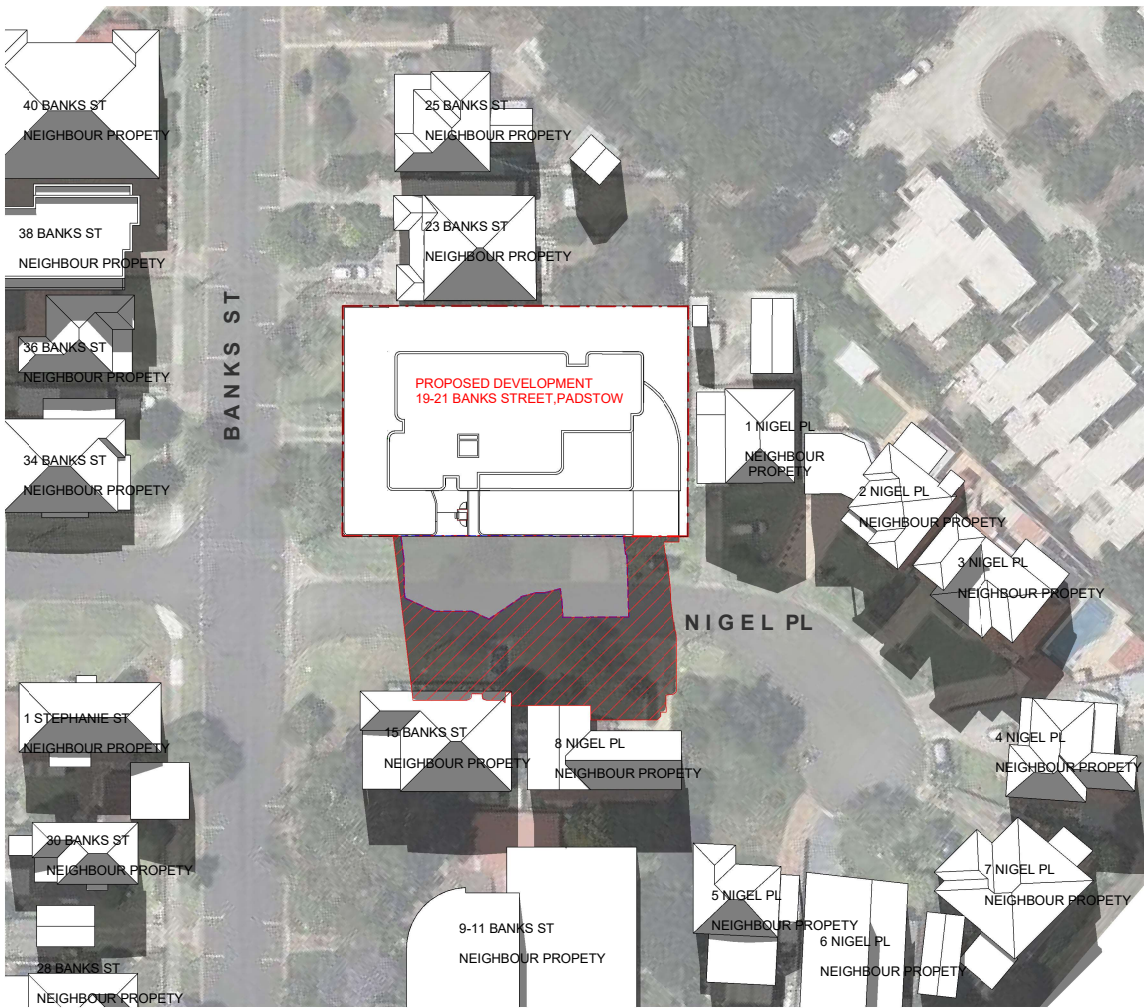 40 BANKS ST
NEIGHBOUR PROPETY
25 BANKS ST
NEIGHBOUR PROPETY
38 BANKS ST
NEIGHBOUR PROPETY
23 BANKS ST
NEIGHBOUR PROPETY
BANKS ST
36 BANKS ST
NEIGHBOUR PROPETY
PROPOSED DEVELOPMENT
19-21 BANKS STREET,PADSTOW
34 BANKS ST
NEIGHBOUR PROPETY
1 NIGEL PL
NEIGHBOUR
PROPETY
2 NIGEL PL
NEIGHBOUR PROPETY
3 NIGEL PL
NEIGHBOUR PROPETY
NIGEL PL
1 STEPHANIE ST
NEIGHBOUR PROPETY
15 BANKS ST
NEIGHBOUR PROPETY
8 NIGEL PL
NEIGHBOUR PROPETY
4 NIGEL PL
NEIGHBOUR PROPETY
30 BANKS ST
NEIGHBOUR PROPETY
7 NIGEL PL
NEIGHBOUR PROPETY
5 NIGEL PL
NEIGHBOUR PROPETY
9-11 BANKS ST
NEIGHBOUR PROPETY
6 NIGEL PL
NEIGHBOUR PROPETY
28 BANKS ST
NEIGHBOUR PROPETY